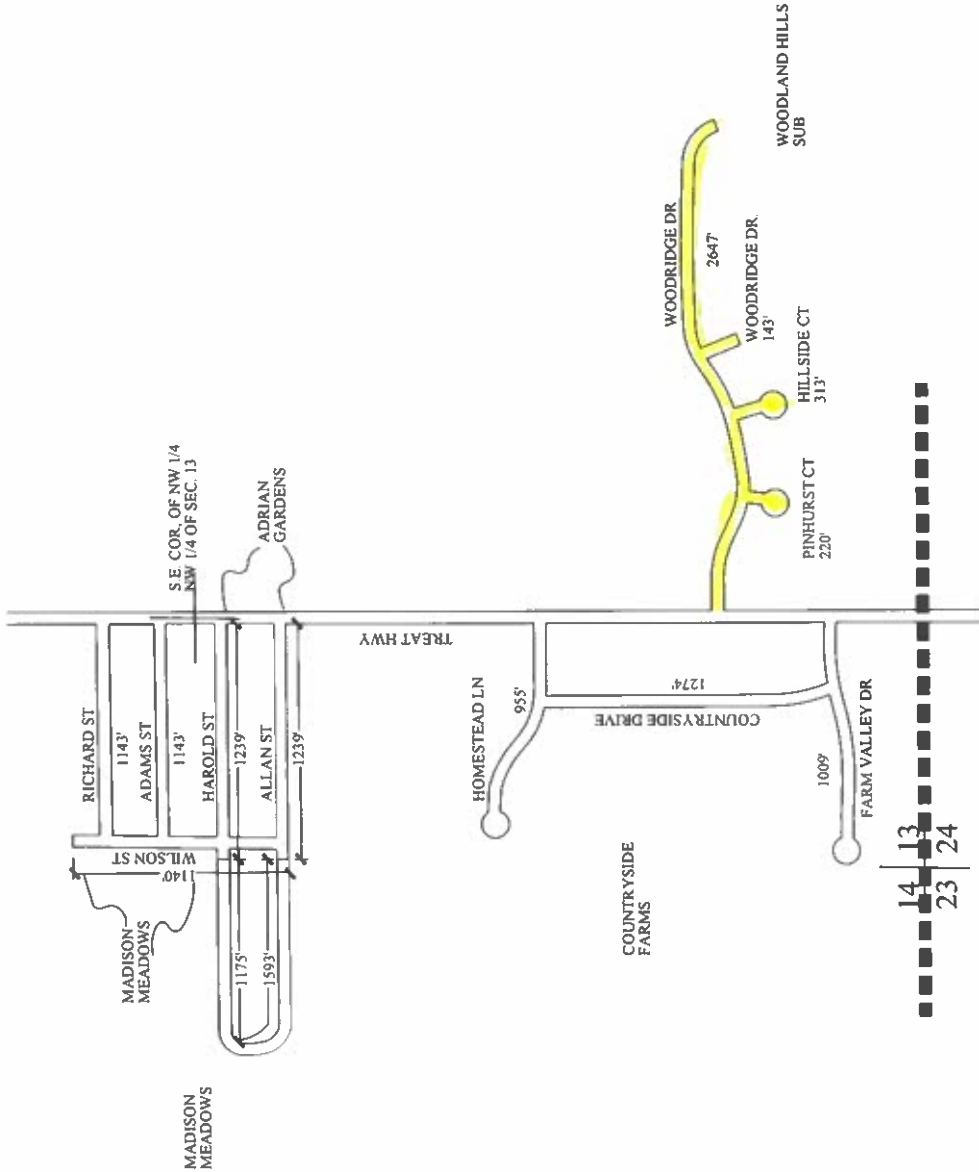 MADISON
MEADOWS
MADISON
MEADOWS
1140'
WILSON ST
RICHARD ST
1143'
ADAMS ST
1143'
HAROLD ST
1239'
ALLAN ST
1239'
1175'
1593'
S.E. COR, OF NW 1/4
NW 1/4 OF SEC. 13
ADRIAN
GARDENS
TREAT HWY
HOMESTEAD LN
955'
COUNTRYSIDE DRIVE
1274'
COUNTRYSIDE
FARMS
1009'
FARM VALLEY DR
WOODRIDGE DR
2647'
WOODRIDGE DR
143'
HILLSIDE CT
313'
PINHURST CT
220'
WOODLAND HILLS
SUB
14
13
23
24